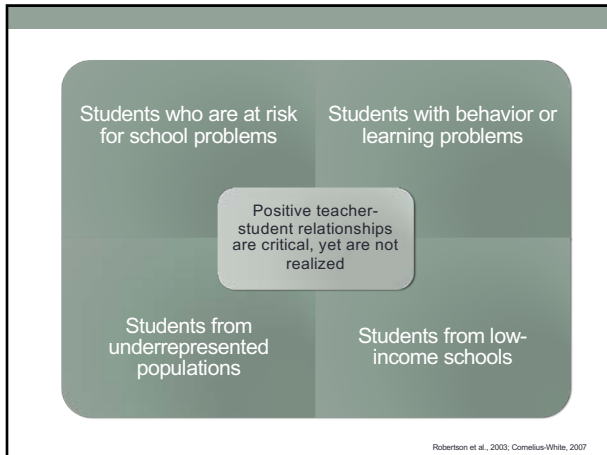 Students who are at risk
for school problems
Students with behavior or
learning problems
Positive teacher-
student relationships
are critical, yet are not
realized
Students from
underrepresented
populations
Students from low-
income schools
Robertson et al., 2003; Cornelius-White, 2007